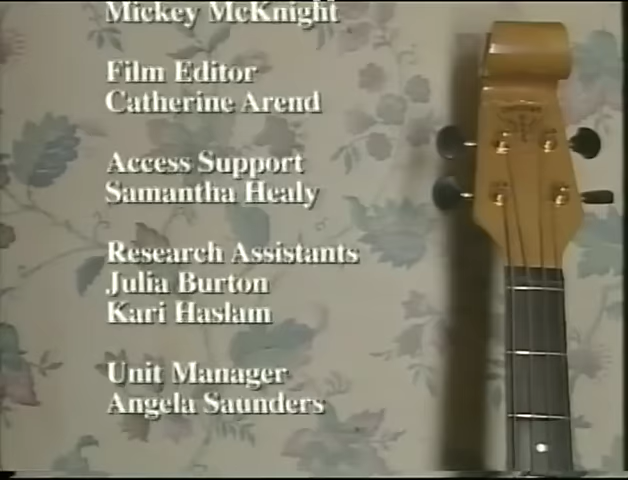 Mickey McKnight
Film Editor
Catherine Arend
Access Support
Samantha Healy
Research Assistants
Julia Burton
Kari Haslam
Unit Manager
Angela Saunders